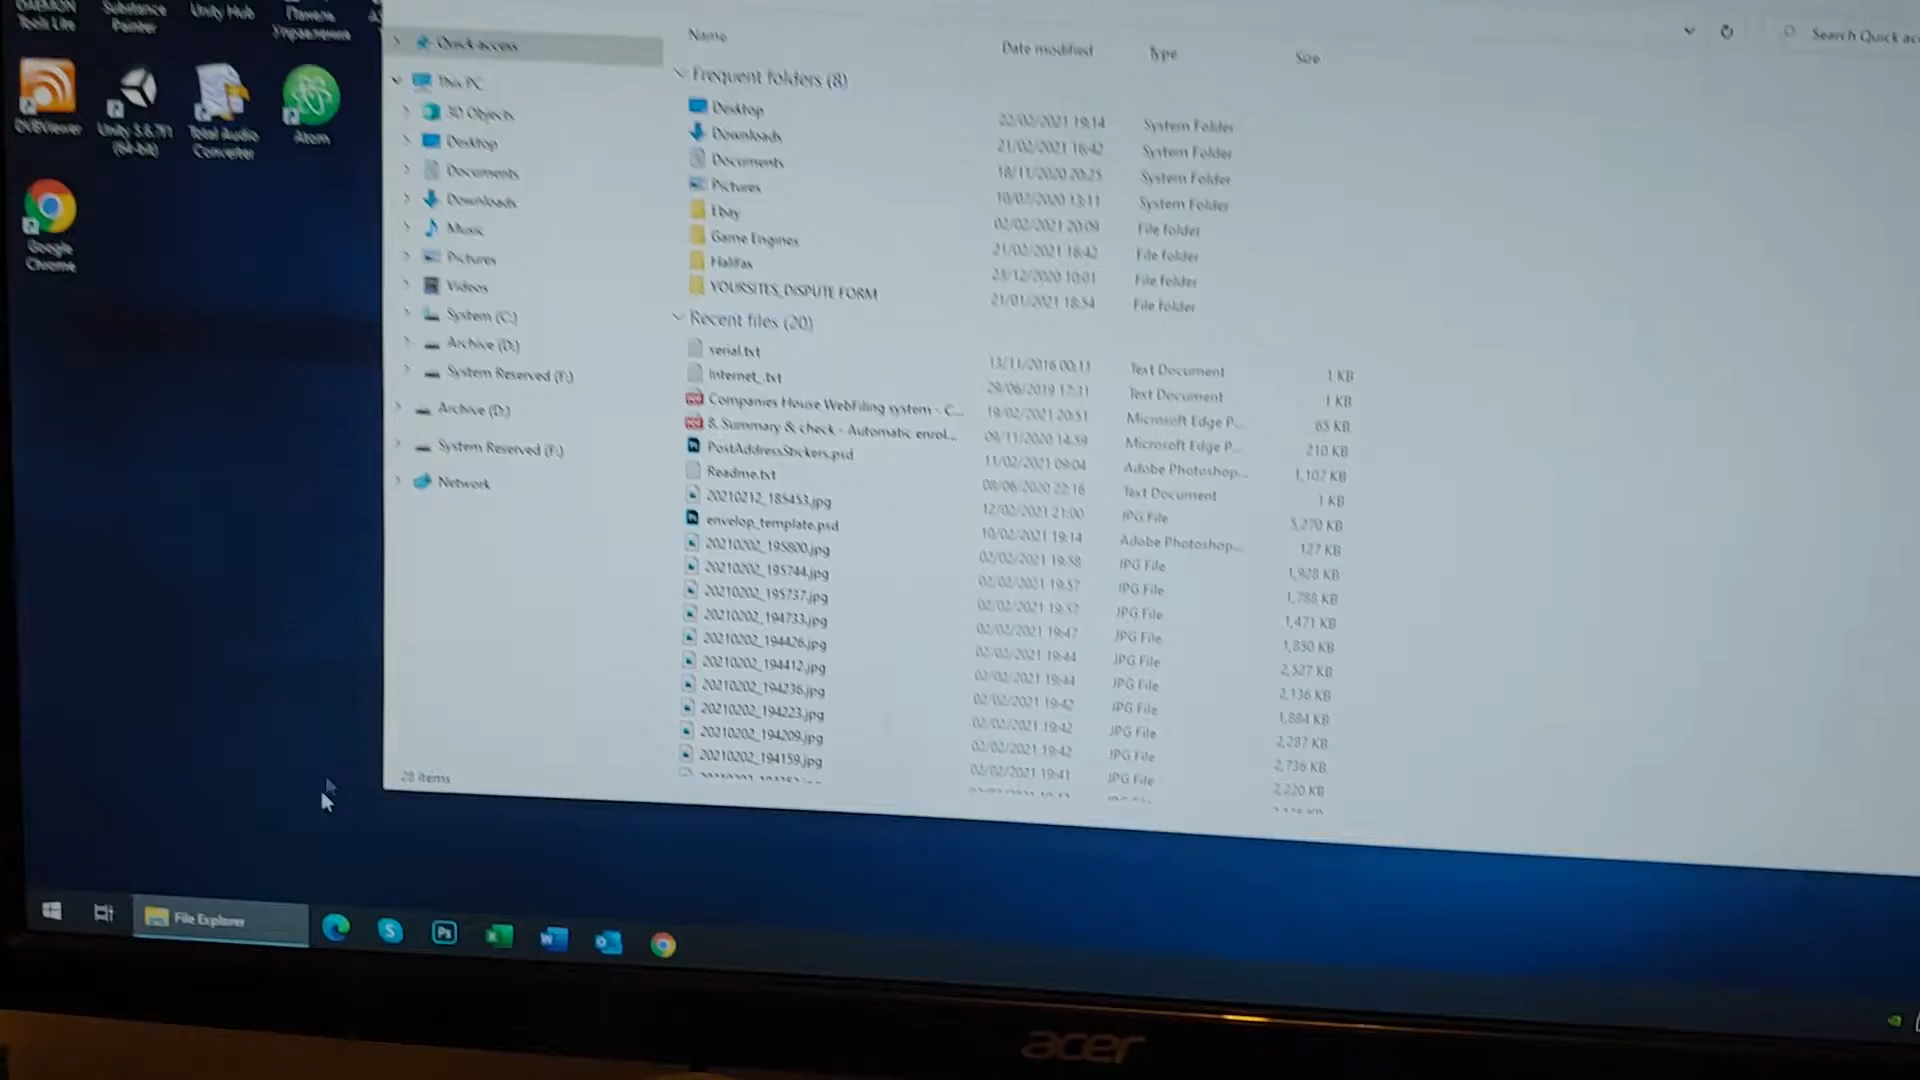 DAEMON
Tools Lite
Substance
Painter
Unity Hub
Панель
Управления
DVBViewer
Unity 5.6.7f1
(64-bit)
Total Audio
Converter
Atom
Google
Chrome
Quick access
This PC
3D Objects
Desktop
Documents
Downloads
Music
Pictures
Videos
System (C:)
Archive (D:)
System Reserved (F:)
Archive (D:)
System Reserved (F:)
Network
28 items
Search Quick acc
Name Date modified Type Size
Frequent folders (8)
Desktop 22/02/2021 19:14 System Folder
Downloads 21/02/2021 18:42 System Folder
Documents 18/11/2020 20:25 System Folder
Pictures 10/02/2020 13:11 System Folder
Ebay 02/02/2021 20:09 File folder
Game Engines 21/02/2021 18:42 File folder
Halifax 23/12/2020 10:01 File folder
YOURSITES_DISPUTE FORM 21/01/2021 18:54 File folder
Recent files (20)
serial.txt 13/11/2016 00:11 Text Document 1 KB
Internet_.txt 29/06/2019 17:11 Text Document 1 KB
Companies House WebFiling system - C... 19/02/2021 20:51 Microsoft Edge P... 65 KB
8. Summary & check - Automatic enrol... 09/11/2020 14:59 Microsoft Edge P... 210 KB
PostAddressStickers.psd 11/02/2021 09:04 Adobe Photoshop... 1,107 KB
Readme.txt 08/06/2020 22:16 Text Document 1 KB
20210212_185453.jpg 12/02/2021 21:00 JPG File 5,270 KB
envelop_template.psd 10/02/2021 19:14 Adobe Photoshop... 127 KB
20210202_195800.jpg 02/02/2021 19:58 JPG File 1,928 KB
20210202_195744.jpg 02/02/2021 19:57 JPG File 1,788 KB
20210202_195737.jpg 02/02/2021 19:57 JPG File 1,471 KB
20210202_194733.jpg 02/02/2021 19:47 JPG File 1,850 KB
20210202_194426.jpg 02/02/2021 19:44 JPG File 2,527 KB
20210202_194412.jpg 02/02/2021 19:44 JPG File 2,136 KB
20210202_194236.jpg 02/02/2021 19:42 JPG File 1,884 KB
20210202_194223.jpg 02/02/2021 19:42 JPG File 2,287 KB
20210202_194209.jpg 02/02/2021 19:42 JPG File 2,736 KB
20210202_194159.jpg 02/02/2021 19:41 JPG File 2,220 KB
File Explorer
S
Ps
acer